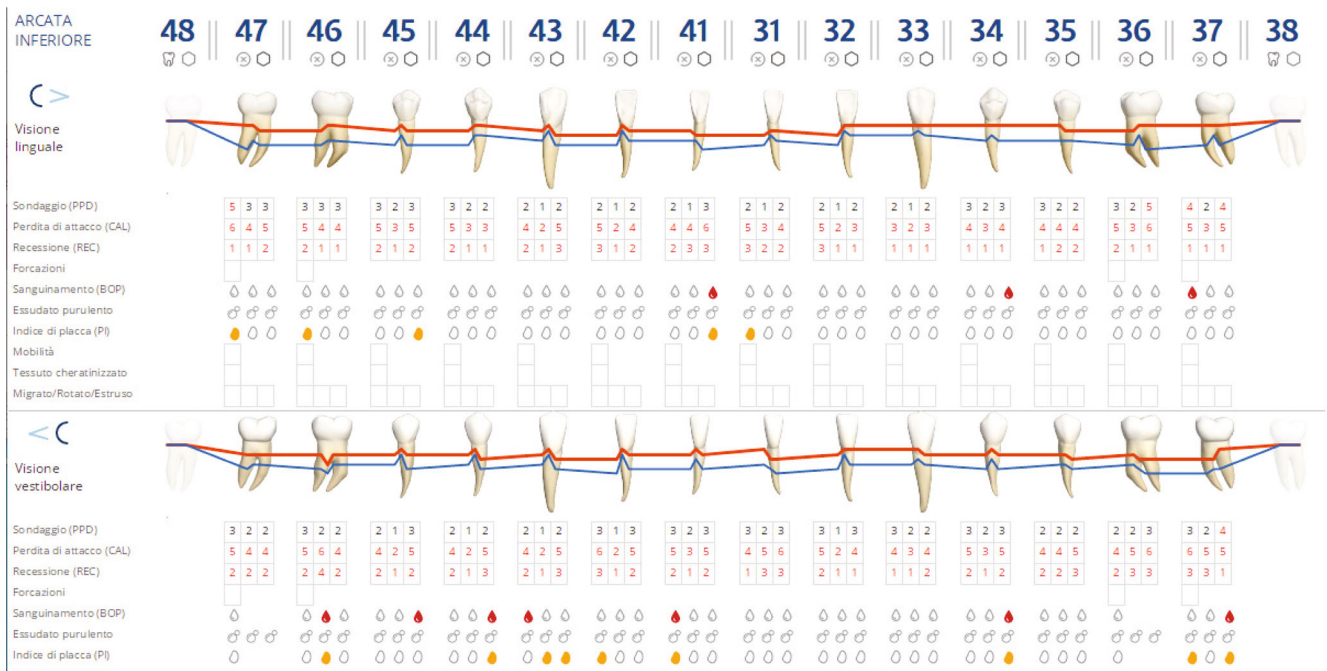 ARCATA INFERIORE 48 47 46 45 44 43 42 41 31 32 33 34 35 36 37 38
Visione linguale
Sondaggio (PPD) 5 3 3 3 3 3 3 2 3 3 2 2 2 1 2 2 1 2 2 1 3 2 1 2 2 1 2 2 1 2 3 2 3 3 2 2 3 2 5 4 2 4
Perdita di attacco (CAL) 6 4 5 5 4 4 5 3 5 5 3 3 4 2 5 5 2 4 4 4 6 5 3 4 5 2 3 3 2 3 4 3 4 4 4 4 5 3 6 5 3 5
Recessione (REC) 1 1 2 2 1 1 2 1 2 2 1 1 2 1 3 3 1 2 2 3 3 3 2 2 3 1 1 1 1 1 1 1 1 1 2 2 2 1 1 1 1 1
Forcazioni
Sanguinamento (BOP)
Essudato purulento
Indice di placca (PI)
Mobilità
Tessuto cheratinizzato
Migrato/Rotato/Estruso
Visione vestibolare
Sondaggio (PPD) 3 2 2 3 2 2 2 1 3 2 1 2 2 1 2 3 1 3 3 2 3 3 2 3 3 1 3 3 1 2 3 2 3 2 2 2 2 2 3 3 2 4
Perdita di attacco (CAL) 5 4 4 5 6 4 4 2 5 4 2 5 4 2 5 6 2 5 5 3 5 4 5 6 5 2 4 4 3 4 5 3 5 4 4 5 4 5 6 6 5 5
Recessione (REC) 2 2 2 2 4 2 2 1 2 2 1 3 2 1 3 3 1 2 2 1 2 1 3 3 2 1 1 1 1 2 2 1 2 2 2 3 2 3 3 3 3 1
Forcazioni
Sanguinamento (BOP)
Essudato purulento
Indice di placca (PI)